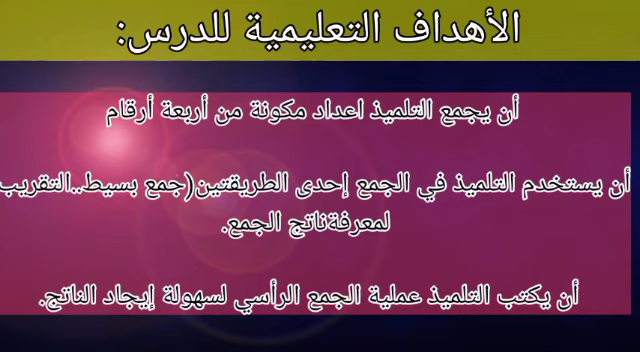 الأهداف التعليمية للدرس:
أن يجمع التلميذ اعداد مكونة من أربعة أرقام
أن يستخدم التلميذ في الجمع إحدى الطريقتين(جمع بسيط..التقريب
لمعرفةناتج الجمع.
أن يكتب التلميذ عملية الجمع الرأسي لسهولة إيجاد الناتج.